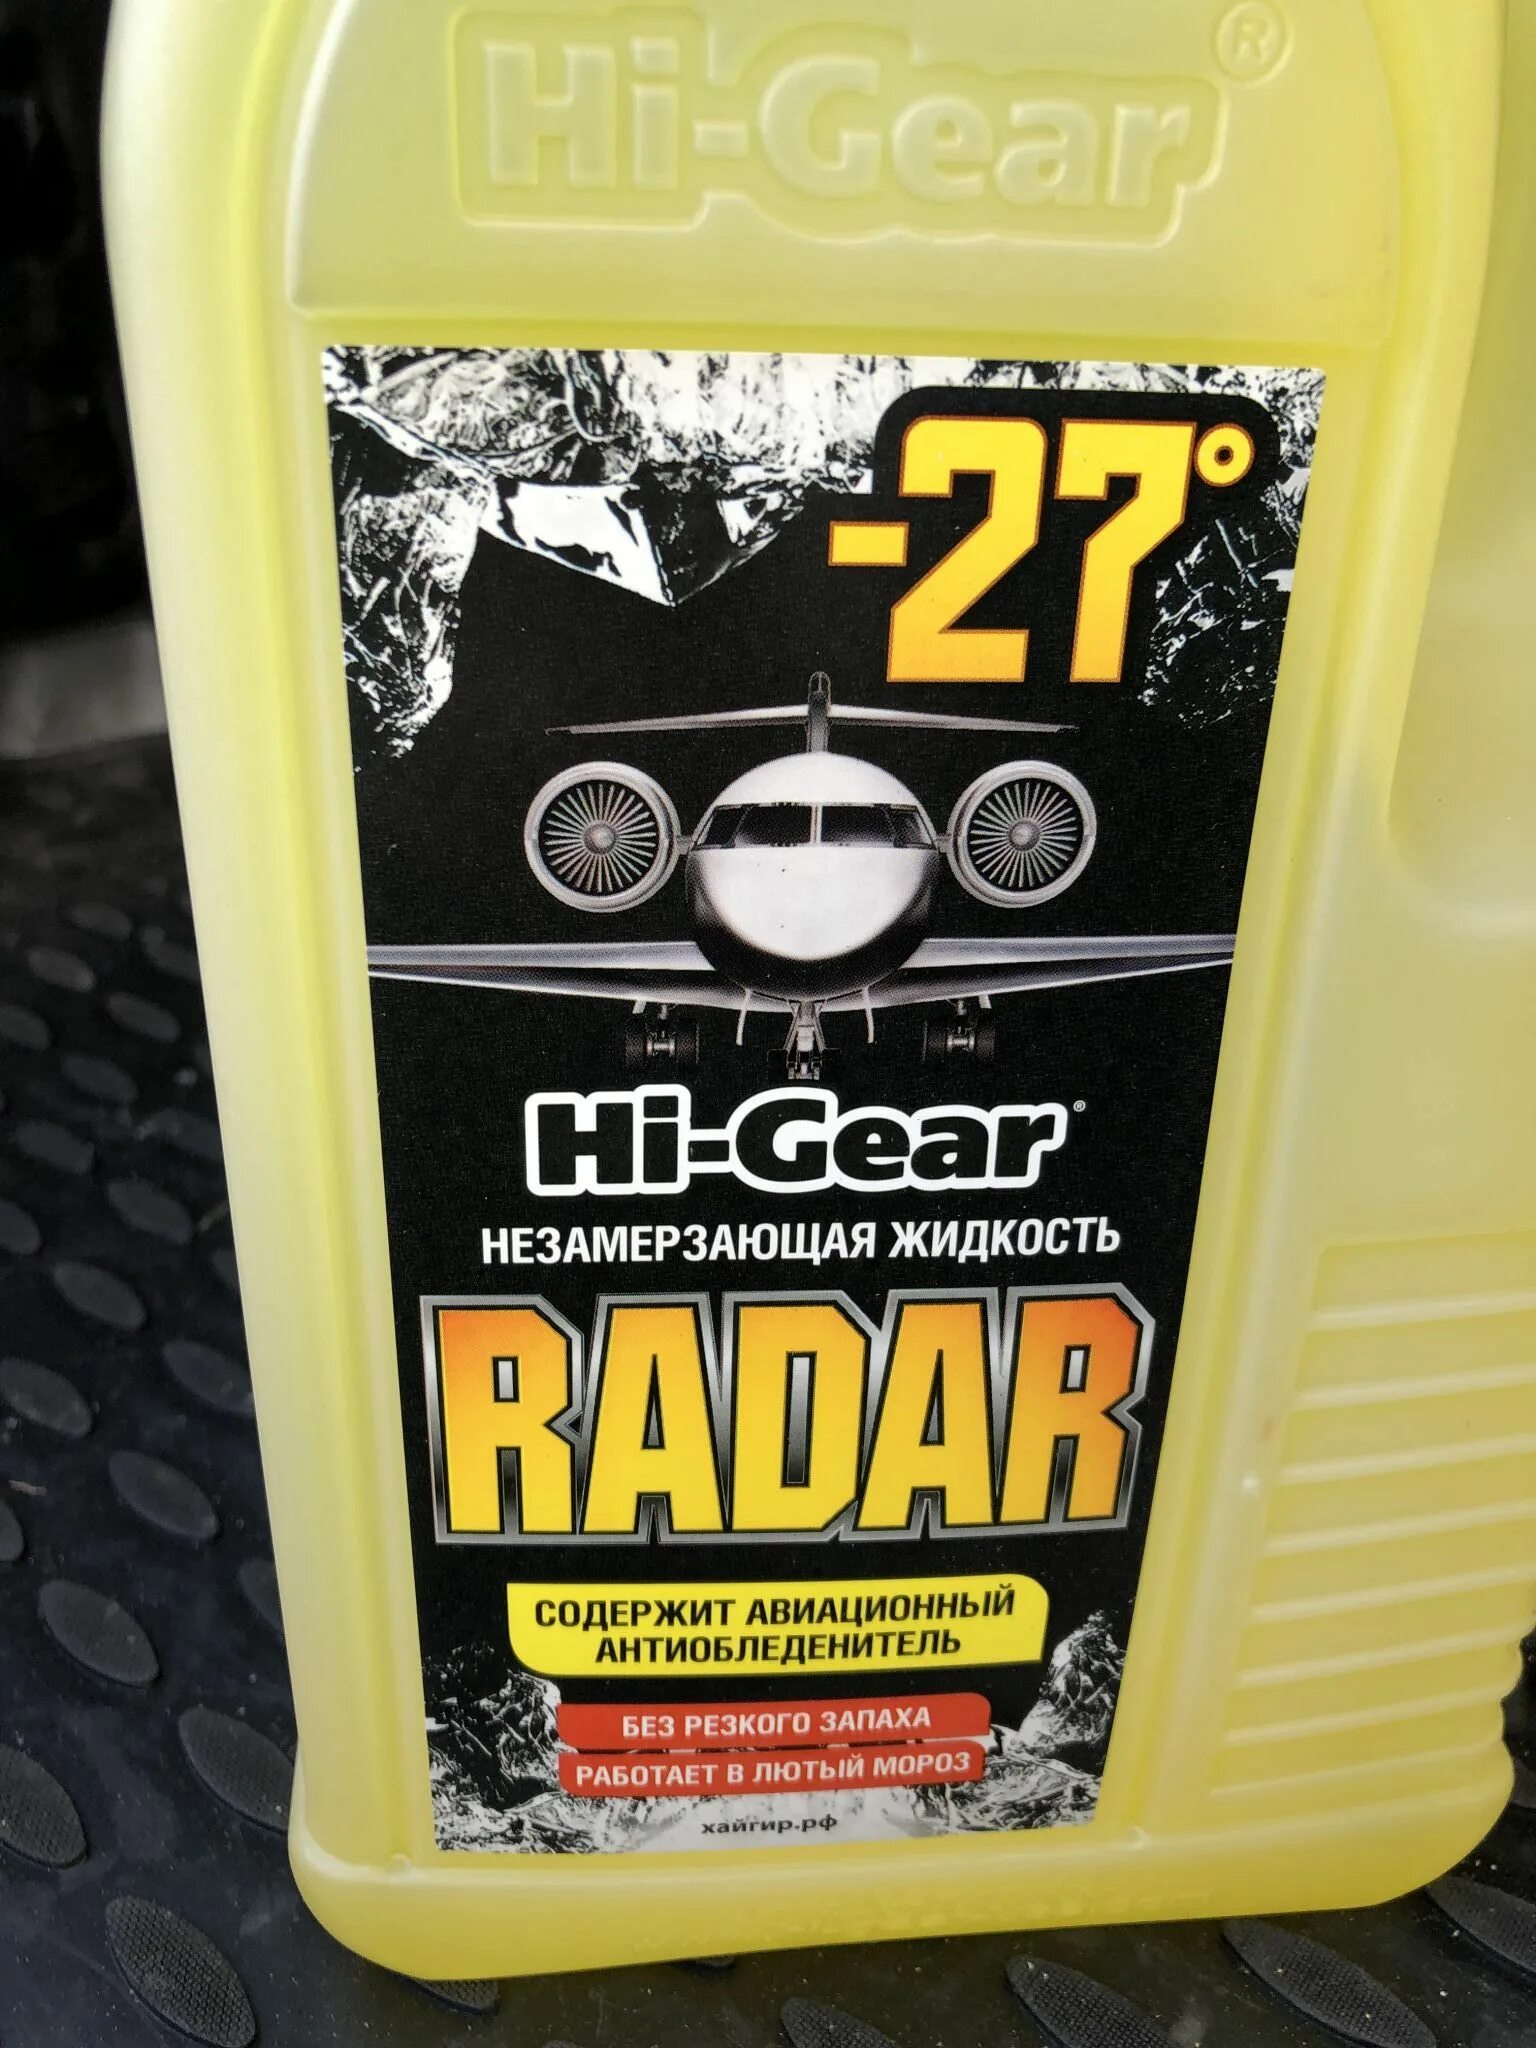 Hi-Gear®
-27°
Hi-Gear®
НЕЗАМЕРЗАЮЩАЯ ЖИДКОСТЬ
RADAR
СОДЕРЖИТ АВИАЦИОННЫЙ
АНТИОБЛЕДЕНИТЕЛЬ
БЕЗ РЕЗКОГО ЗАПАХА
РАБОТАЕТ В ЛЮТЫЙ МОРОЗ
хайгир.рф